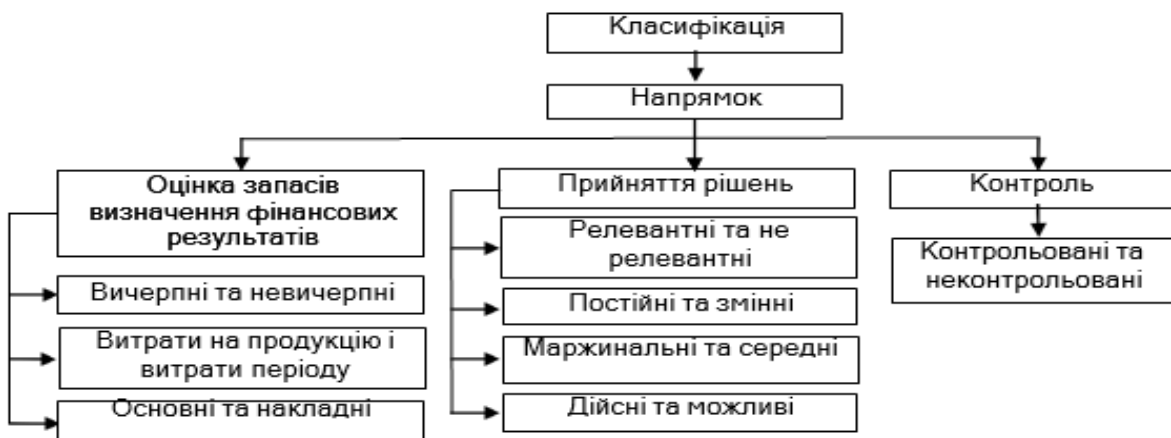 Класифікація
Напрямок
Оцінка запасів
визначення фінансових
результатів
Вичерпні та невичерпні
Витрати на продукцію і
витрати періоду
Основні та накладні
Прийняття рішень
Релевантні та не
релевантні
Постійні та змінні
Маржинальні та середні
Дійсні та можливі
Контроль
Контрольовані та
неконтрольовані